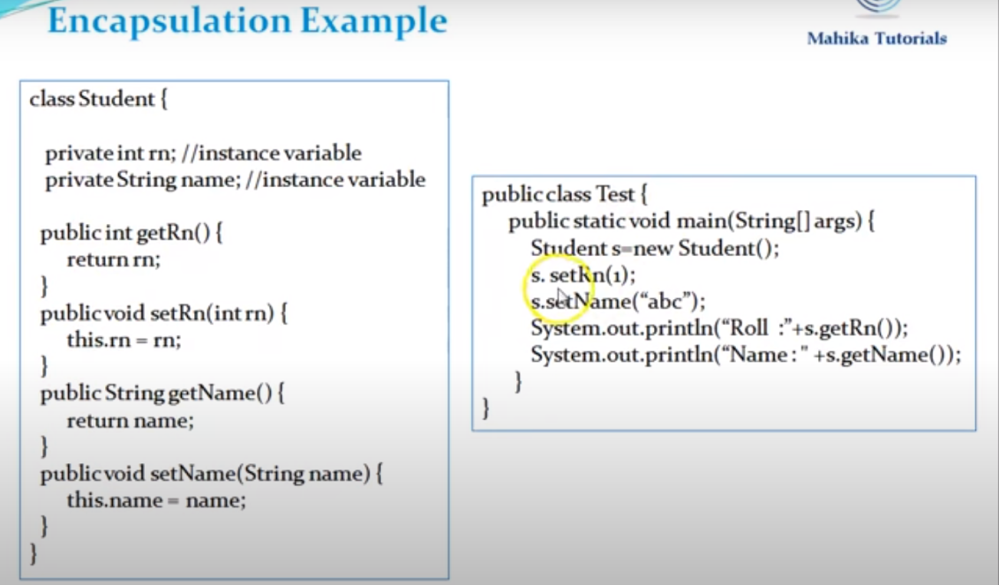 Encapsulation Example
Mahika Tutorials
class Student {
private int rn; //instance variable
private String name; //instance variable
public int getRn() {
return rn;
}
public void setRn(int rn) {
this.rn = rn;
}
public String getName() {
return name;
}
public void setName(String name) {
this.name = name;
}
}
public class Test {
public static void main(String[] args) {
Student s=new Student();
s. setRn(1);
s.setName(“abc”);
System.out.println(“Roll :”+s.getRn());
System.out.println(“Name:" +s.getName());
}
}